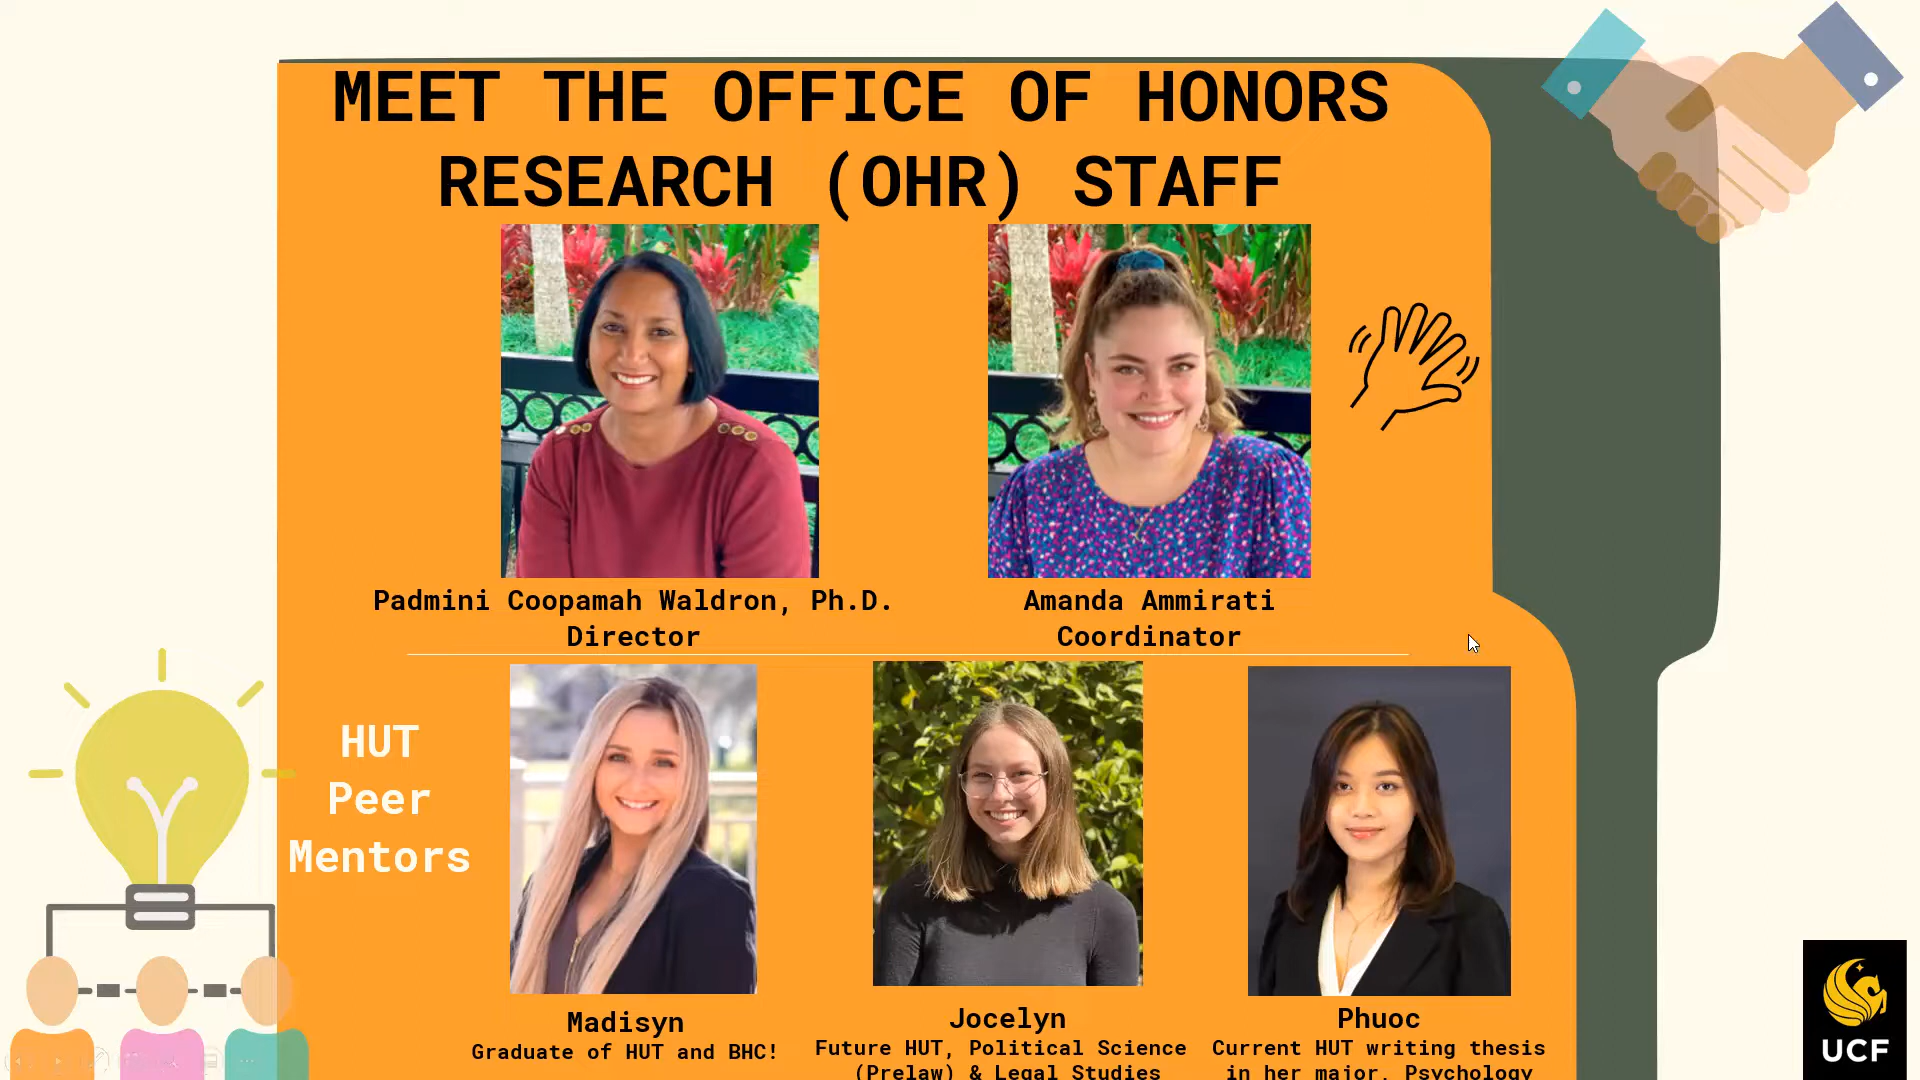 MEET THE OFFICE OF HONORS
RESEARCH (OHR) STAFF
Padmini Coopamah Waldron, Ph.D.
Director
Amanda Ammirati
Coordinator
HUT
Peer
Mentors
Madisyn
Graduate of HUT and BHC!
Jocelyn
Future HUT, Political Science
(Prelaw) & Legal Studies
Phuoc
Current HUT writing thesis
in her major, Psychology
UCF